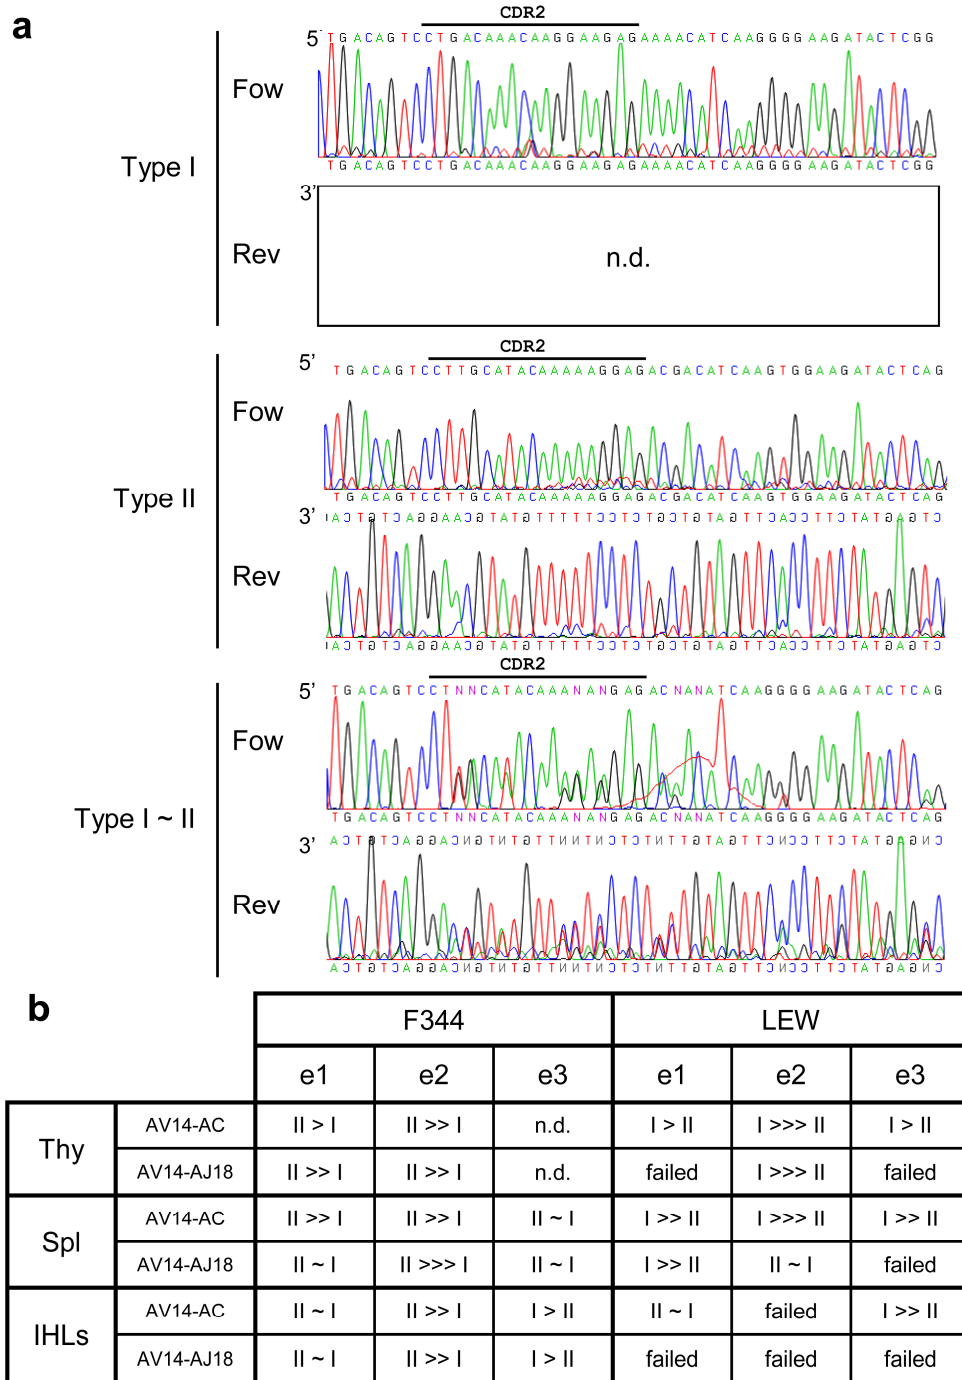 a
CDR2
5'
TGACAGTCCTGACAAACAAGGAAGAGAAAACATCAAGGGGAAGATACTCGG
Fow
Type I
TGACAGTCCTGACAAACAAGGAAGAGAAAACATCAAGGGGAAGATACTCGG
3'
Rev
n.d.
CDR2
5'
TGACAGTCCTTGCATACAAAAAGGAGACGACATCAAGTGGAAGATACTCAG
Fow
Type II
TGACAGTCCTTGCATACAAAAAGGAGACGACATCAAGTGGAAGATACTCAG
3'
ACTGTCAGGAACGTATGTTTTTCCTCTGCTGTAGTTCACCTTCTATGAGTC
Rev
ACTGTCAGGAACGTATGTTTTTCCTCTGCTGTAGTTCACCTTCTATGAGTC
CDR2
5'
TGACAGTCCTNNCATACAAANANGAGACNANATCAAGGGGAAGATACTCAG
Fow
Type I ~ II
TGACAGTCCTNNCATACAAANANGAGACNANATCAAGGGGAAGATACTCAG
3'
ACTGTCAGGACNGTNTGTTNNTNCTCTNTTGTAGTTCNCCTTCTATGAGNC
Rev
ACTGTCAGGACNGTNTGTTNNTNCTCTNTTGTAGTTCNCCTTCTATGAGNC
b
F344 LEW
e1 e2 e3 e1 e2 e3
Thy
AV14-AC II > I II >> I n.d. I > II I >>> II I > II
AV14-AJ18 II >> I II >> I n.d. failed I >>> II failed
Spl
AV14-AC II >> I II >> I II ~ I I >> II I >>> II I >> II
AV14-AJ18 II ~ I II >>> I II ~ I I >> II II ~ I failed
IHLs
AV14-AC II ~ I II >> I I > II II ~ I failed I >> II
AV14-AJ18 II ~ I II >> I I > II failed failed failed